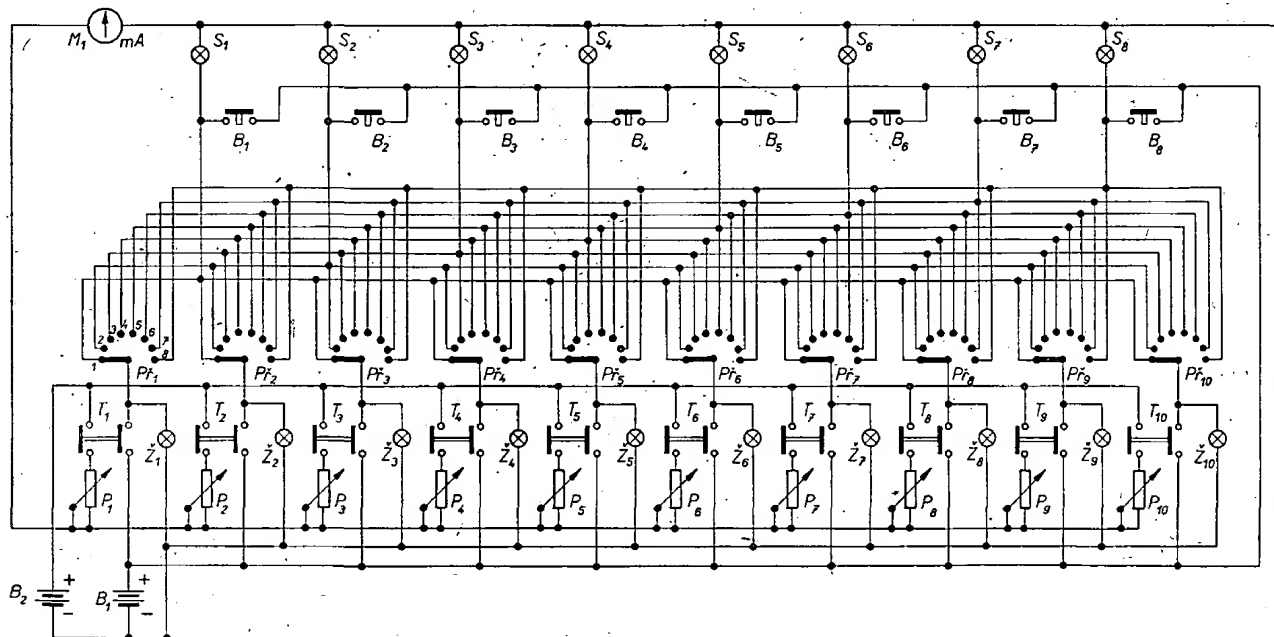 M₁ mA S₁ S₂ S₃ S₄ S₅ S₆ S₇ S₈
B₁ B₂ B₃ B₄ B₅ B₆ B₇ B₈
1 2 3 4 5 6 7 8
Př₁ Př₂ Př₃ Př₄ Př₅ Př₆ Př₇ Př₈ Př₉ Př₁₀
T₁ T₂ T₃ T₄ T₅ T₆ T₇ T₈ T₉ T₁₀
Ž₁ Ž₂ Ž₃ Ž₄ Ž₅ Ž₆ Ž₇ Ž₈ Ž₉ Ž₁₀
P₁ P₂ P₃ P₄ P₅ P₆ P₇ P₈ P₉ P₁₀
B₂ + − B₁ + −